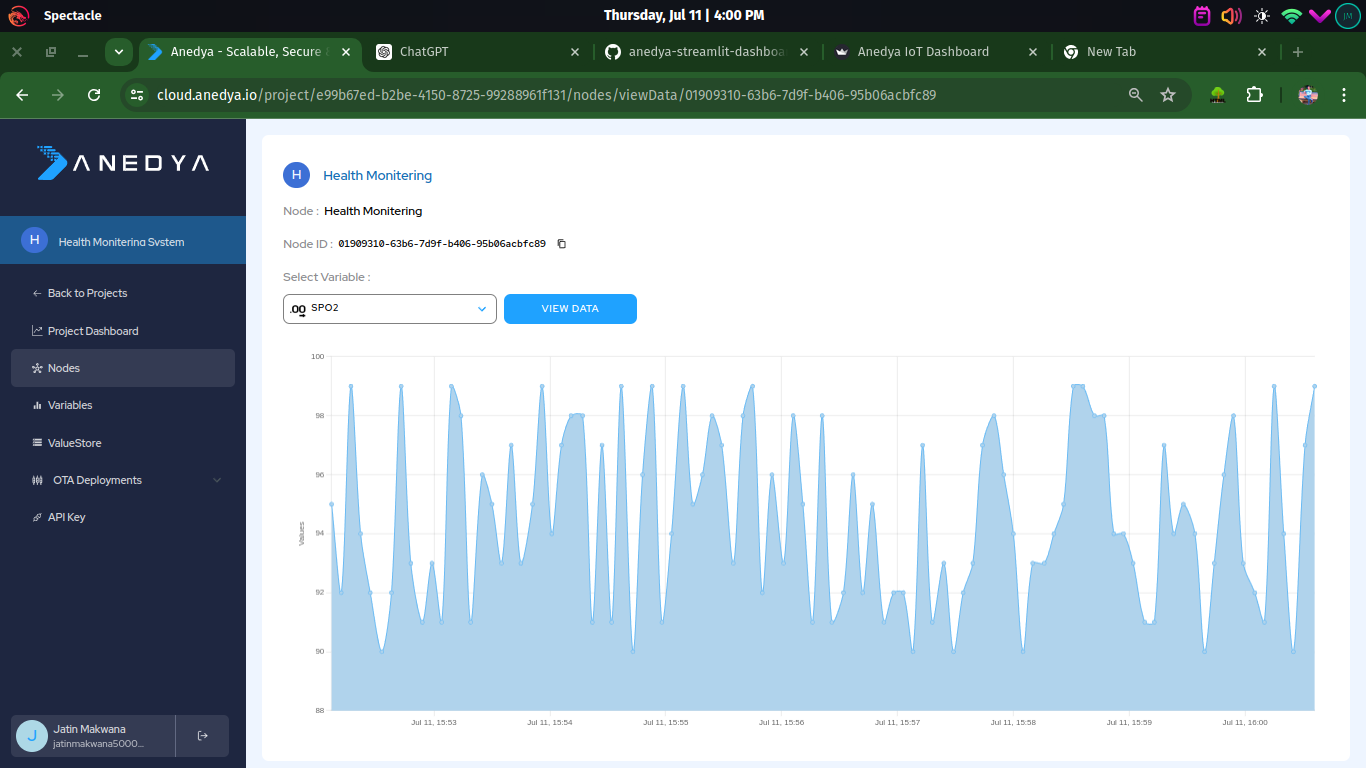 Spectacle
Thursday, Jul 11 | 4:00 PM
JM
Anedya - Scalable, Secure &
ChatGPT
anedya-streamlit-dashboa
Anedya IoT Dashboard
New Tab
cloud.anedya.io/project/e99b67ed-b2be-4150-8725-99288961f131/nodes/viewData/01909310-63b6-7d9f-b406-95b06acbfc89
ANEDYA
H Health Monitering System
Back to Projects
Project Dashboard
Nodes
Variables
ValueStore
OTA Deployments
API Key
J Jatin Makwana
jatinmakwana5000...
H Health Monitering
Node : Health Monitering
Node ID : 01909310-63b6-7d9f-b406-95b06acbfc89
Select Variable :
.00 SPO2
VIEW DATA
100
98
96
94
92
90
88
Values
Jul 11, 15:53
Jul 11, 15:54
Jul 11, 15:55
Jul 11, 15:56
Jul 11, 15:57
Jul 11, 15:58
Jul 11, 15:59
Jul 11, 16:00